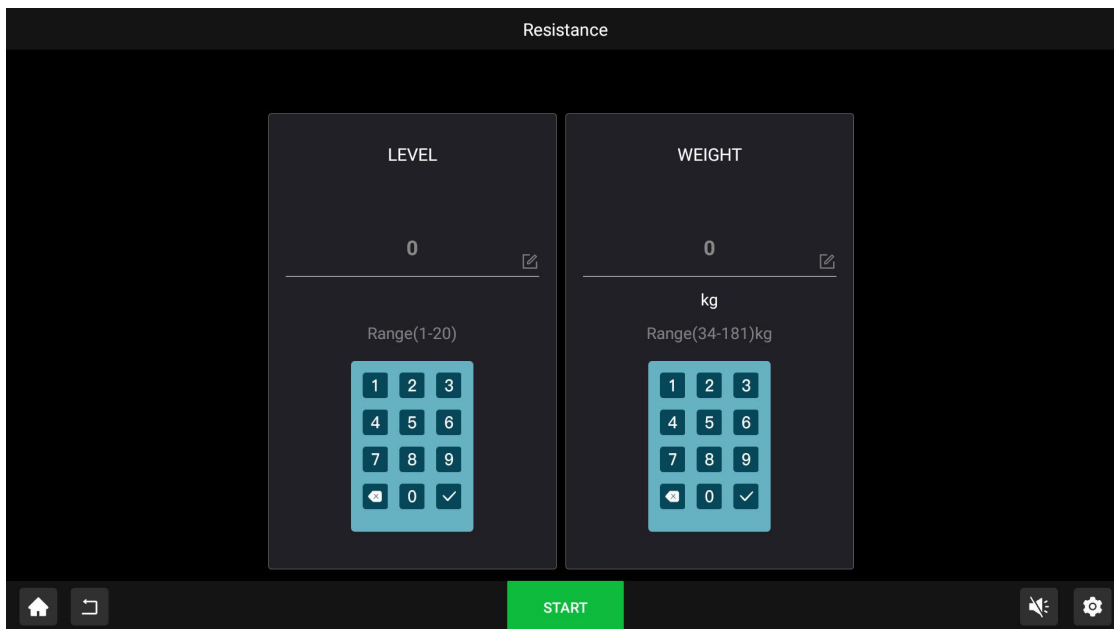 Resistance
LEVEL
0
Range(1-20)
1 2 3
4 5 6
7 8 9
0
WEIGHT
0
kg
Range(34-181)kg
1 2 3
4 5 6
7 8 9
0
START